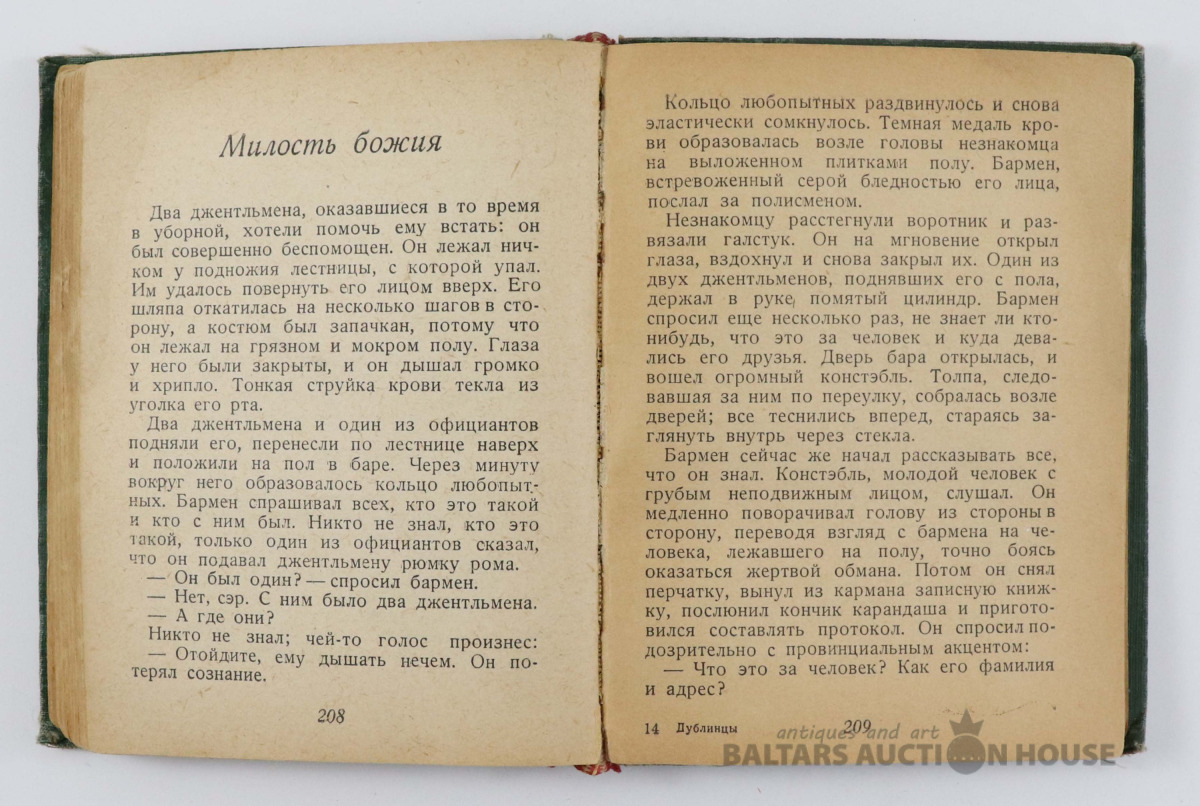 Милость божия
Два джентльмена, оказавшиеся в то время
в уборной, хотели помочь ему встать: он
был совершенно беспомощен. Он лежал нич-
ком у подножия лестницы, с которой упал.
Им удалось повернуть его лицом вверх. Его
шляпа откатилась на несколько шагов в сто-
рону, а костюм был запачкан, потому что
он лежал на грязном и мокром полу. Глаза
у него были закрыты, и он дышал громко
и хрипло. Тонкая струйка крови текла из
уголка его рта.
Два джентльмена и один из официантов
подняли его, перенесли по лестнице наверх
и положили на пол в баре. Через минуту
вокруг него образовалось кольцо любопыт-
ных. Бармен спрашивал всех, кто это такой
и кто с ним был. Никто не знал, кто это
такой, только один из официантов сказал,
что он подавал джентльмену рюмку рома.
— Он был один? — спросил бармен.
— Нет, сэр. С ним было два джентльмена.
— А где они?
Никто не знал; чей-то голос произнес:
— Отойдите, ему дышать нечем. Он по-
терял сознание.
208
Кольцо любопытных раздвинулось и снова
эластически сомкнулось. Темная медаль кро-
ви образовалась возле головы незнакомца
на выложенном плитками полу. Бармен,
встревоженный серой бледностью его лица,
послал за полисменом.
Незнакомцу расстегнули воротник и раз-
вязали галстук. Он на мгновение открыл
глаза, вздохнул и снова закрыл их. Один из
двух джентльменов, поднявших его с пола,
держал в руке помятый цилиндр. Бармен
спросил еще несколько раз, не знает ли кто-
нибудь, что это за человек и куда дева-
лись его друзья. Дверь бара открылась, и
вошел огромный констэбль. Толпа, следо-
вавшая за ним по переулку, собралась возле
дверей; все теснились вперед, стараясь за-
глянуть внутрь через стекла.
Бармен сейчас же начал рассказывать все,
что он знал. Констэбль, молодой человек с
грубым неподвижным лицом, слушал. Он
медленно поворачивал голову из стороны в
сторону, переводя взгляд с бармена на че-
ловека, лежавшего на полу, точно боясь
оказаться жертвой обмана. Потом он снял
перчатку, вынул из кармана записную книж-
ку, послюнил кончик карандаша и пригото-
вился составлять протокол. Он спросил по-
дозрительно с провинциальным акцентом:
— Что это за человек? Как его фамилия
и адрес?
14 Дублинцы 209
antiques and art
BALTARS AUCTION HOUSE